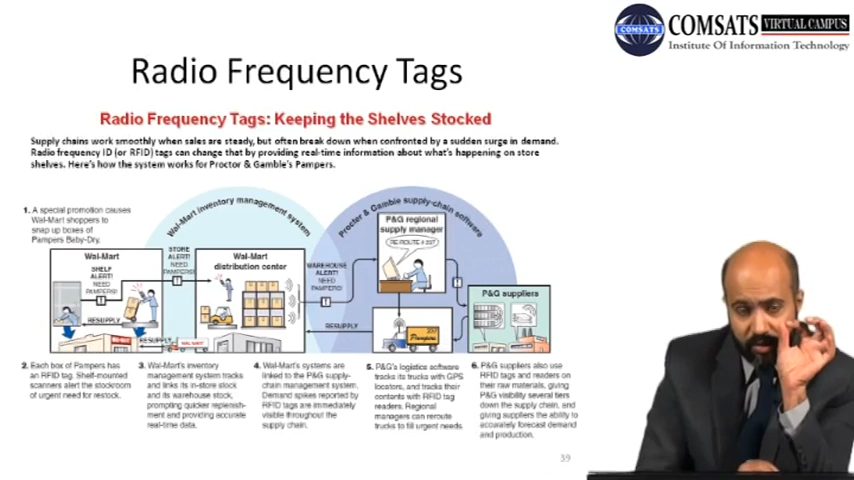 COMSATS
COMSATS VIRTUAL CAMPUS
Institute Of Information Technology
Radio Frequency Tags
Radio Frequency Tags: Keeping the Shelves Stocked
Supply chains work smoothly when sales are steady, but often break down when confronted by a sudden surge in demand.
Radio frequency ID (or RFID) tags can change that by providing real-time information about what's happening on store
shelves. Here's how the system works for Proctor & Gamble's Pampers.
1. A special promotion causes
Wal-Mart shoppers to
snap up boxes of
Pampers Baby-Dry.
Wal-Mart inventory management system
Procter & Gamble supply-chain software
Wal-Mart
SHELF
ALERT!
NEED
PAMPERS!
RESUPPLY
STORE
ALERT!
NEED
PAMPERS!
RESUPPLY
WAL MART
Wal-Mart
distribution center
WAREHOUSE
ALERT!
NEED
PAMPERS!
RESUPPLY
P&G regional
supply manager
Pampers
P&G suppliers
2. Each box of Pampers has
an RFID tag. Shelf-mounted
scanners alert the stockroom
of urgent need for restock.
3. Wal-Mart's inventory
management system tracks
and links its in-store stock
and its warehouse stock,
prompting quicker replenish-
ment and providing accurate
real-time data.
4. Wal-Mart's systems are
linked to the P&G supply-
chain management system.
Demand spikes reported by
RFID tags are immediately
visible throughout the
supply chain.
5. P&G's logistics software
tracks its trucks with GPS
locators, and tracks their
contents with RFID tag
readers. Regional
managers can reroute
trucks to fill urgent needs.
6. P&G suppliers also use
RFID tags and readers on
their raw materials, giving
P&G visibility several tiers
down the supply chain, and
giving suppliers the ability to
accurately forecast demand
and production.
39